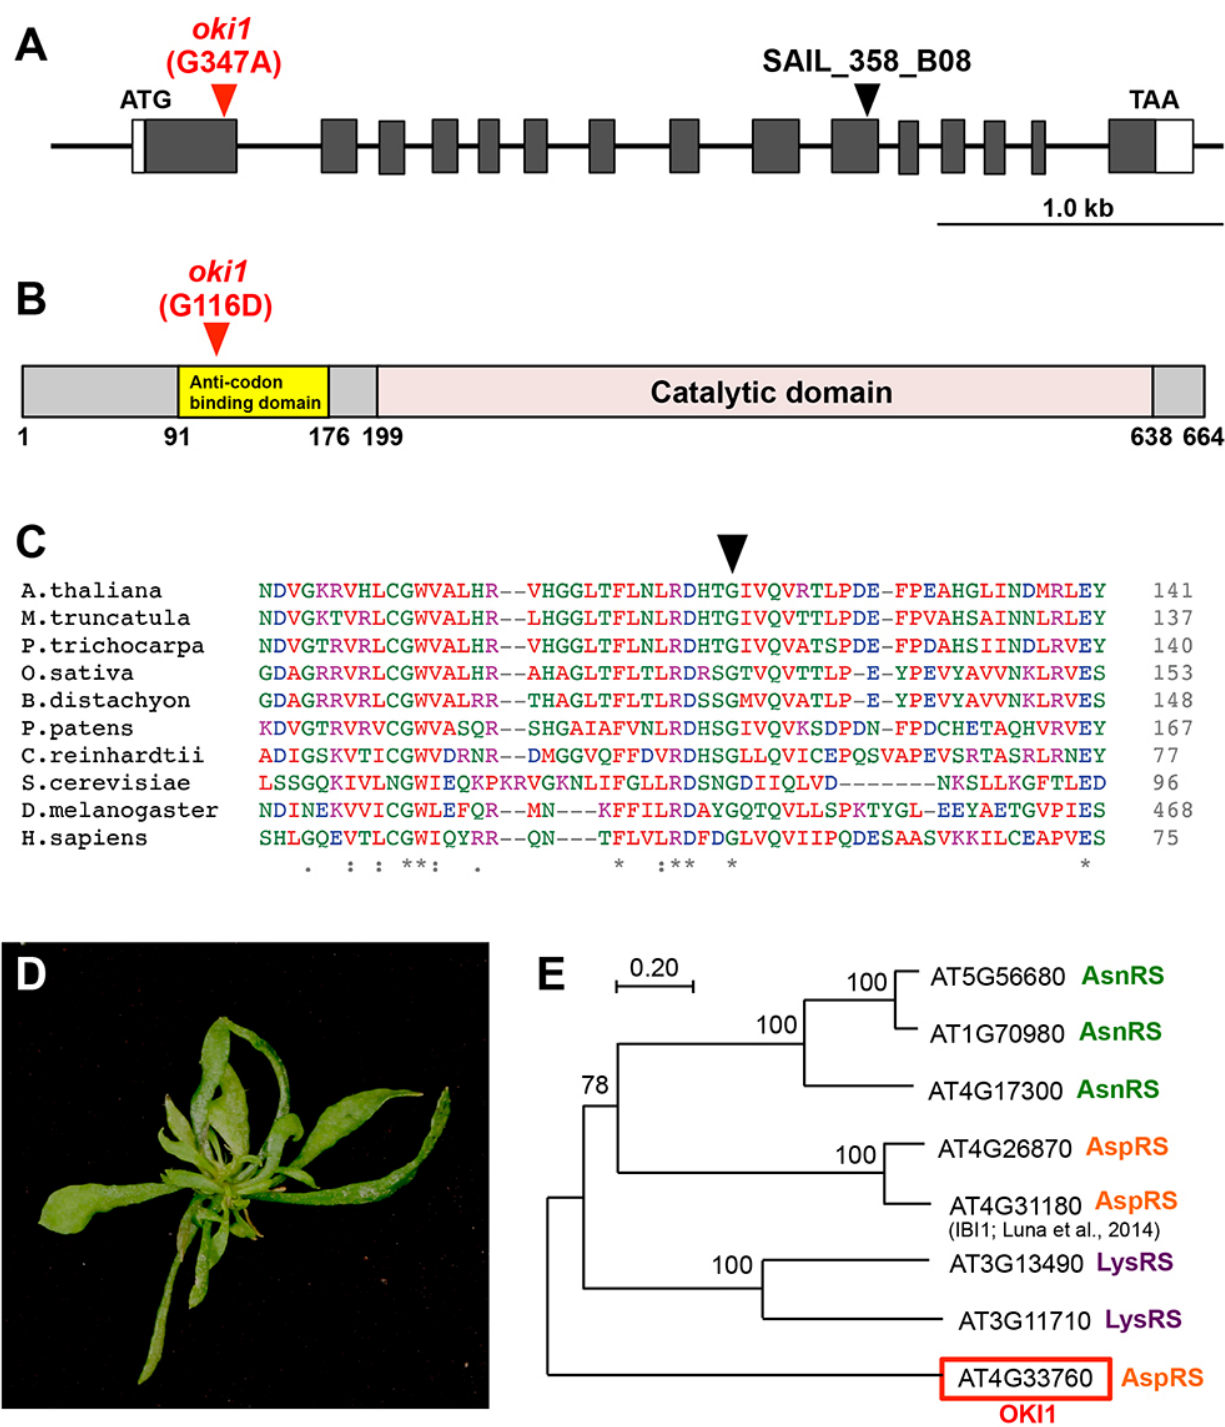 A
oki1
(G347A)
SAIL_358_B08
ATG
TAA
1.0 kb
B
oki1
(G116D)
Anti-codon
binding domain
Catalytic domain
1 91 176 199 638 664
C
A.thaliana NDVGKRVHLCGWVALHR--VHGGLTFLNLRDHTGIVQVRTLPDE-FPEAHGLINDMRLEY 141
M.truncatula NDVGKTVRLCGWVALHR--LHGGLTFLNLRDHTGIVQVTTLPDE-FPVAHSAINNLRLEY 137
P.trichocarpa NDVGTRVRLCGWVALHR--VHGGLTFLNLRDHTGIVQVATSPDE-FPDAHSIINDLRVEY 140
O.sativa GDAGRRVRLCGWVALHR--AHAGLTFLTLRDRSGTVQVTTLP-E-YPEVYAVVNKLRVES 153
B.distachyon GDAGRRVRLCGWVALRR--THAGLTFLTLRDSSGMVQVATLP-E-YPEVYAVVNKLRVES 148
P.patens KDVGTRVRVCGWVASQR--SHGAIAFVNLRDHSGIVQVKSDPDN-FPDCHETAQHVRVEY 167
C.reinhardtii ADIGSKVTICGWVDRNR--DMGGVQFFDVRDHSGLLQVICEPQSVAPEVSRTASRLRNEY 77
S.cerevisiae LSSGQKIVLNGWIEQKPKRVGKNLIFGLLRDSNGDIIQLVD-------NKSLLKGFTLED 96
D.melanogaster NDINEKVVICGWLEFQR--MN---KFFILRDAYGQTQVLLSPKTYGL-EEYAETGVPIES 468
H.sapiens SHLGQEVTLCGWIQYRR--QN---TFLVLRDFDGLVQVIIPQDESAASVKKILCEAPVES 75
. : : **: . * :** * *
D
E
0.20
100 AT5G56680 AsnRS
100 AT1G70980 AsnRS
78 AT4G17300 AsnRS
100 AT4G26870 AspRS
AT4G31180 AspRS
(IBI1; Luna et al., 2014)
100 AT3G13490 LysRS
AT3G11710 LysRS
AT4G33760 AspRS
OKI1